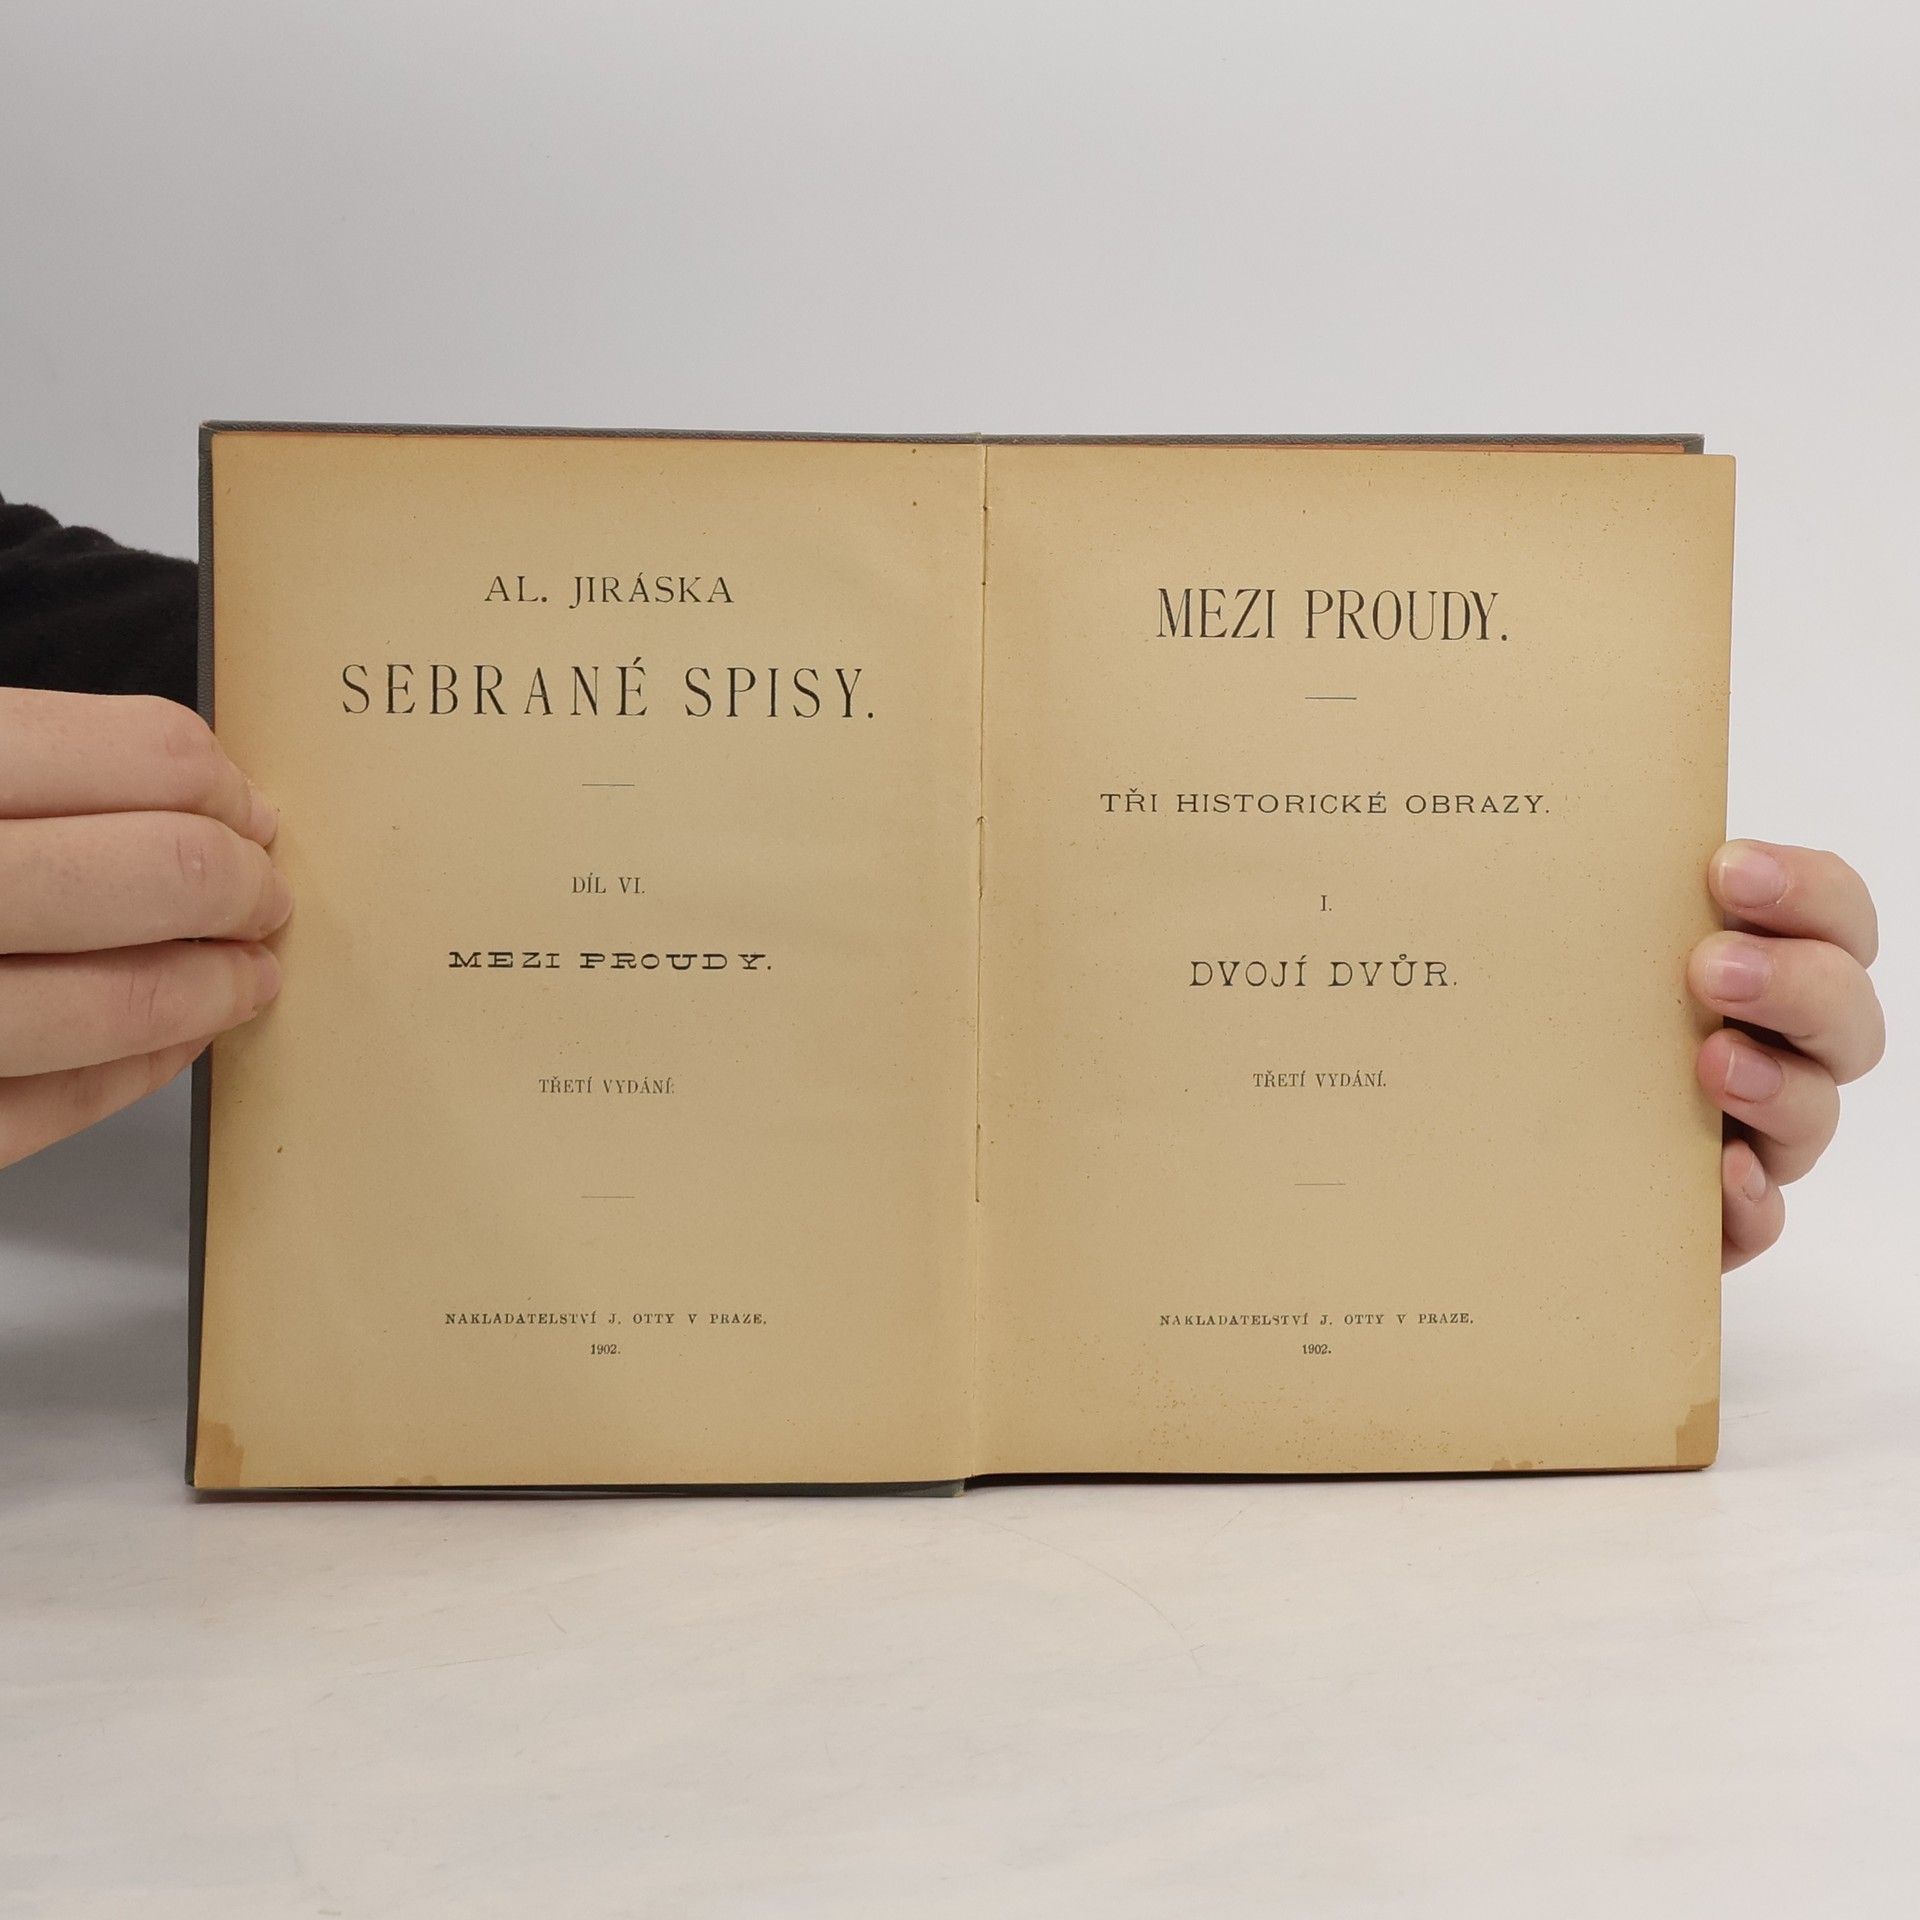 AL. JIRÁSKA
SEBRANÉ SPISY.
DÍL VI.
MEZI PROUDY.
TŘETÍ VYDÁNÍ.
NAKLADATELSTVÍ J. OTTY V PRAZE.
1902.
MEZI PROUDY.
TŘI HISTORICKÉ OBRAZY.
I.
DVOJÍ DVŮR.
TŘETÍ VYDÁNÍ.
NAKLADATELSTVÍ J. OTTY V PRAZE.
1902.